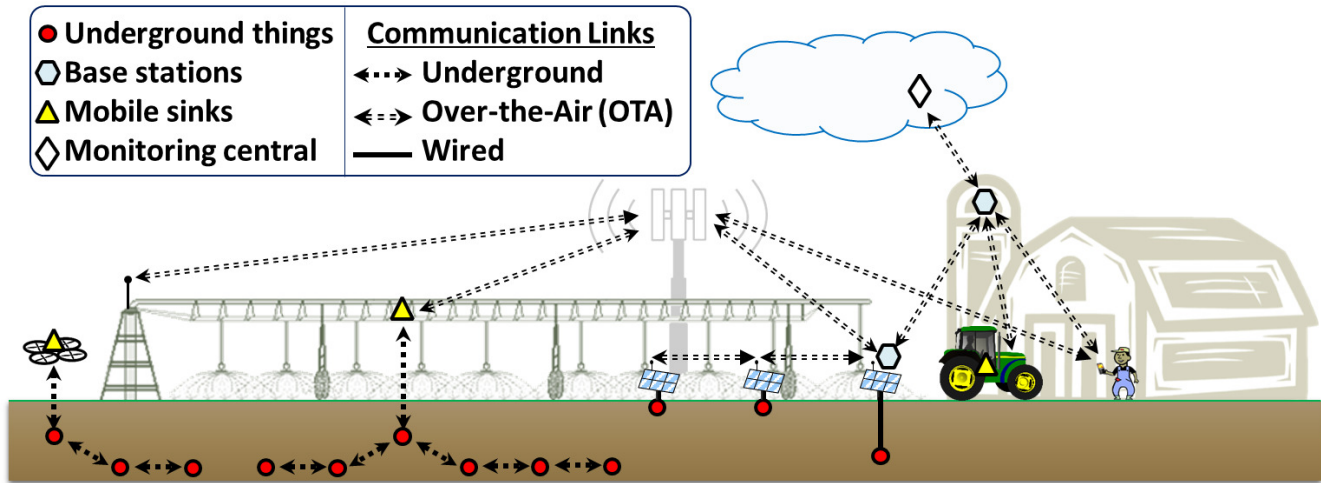 Underground things
Base stations
Mobile sinks
Monitoring central
Communication Links
Underground
Over-the-Air (OTA)
Wired